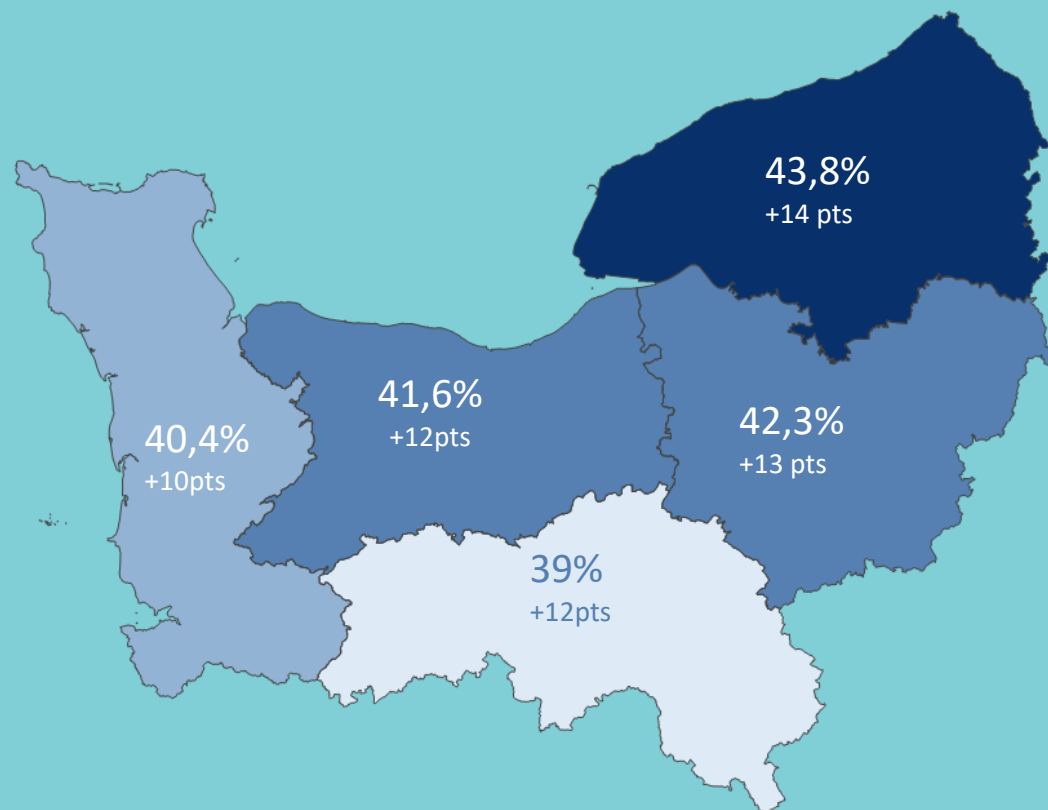 43,8%
+14 pts
41,6%
+12pts
42,3%
+13 pts
40,4%
+10pts
39%
+12pts